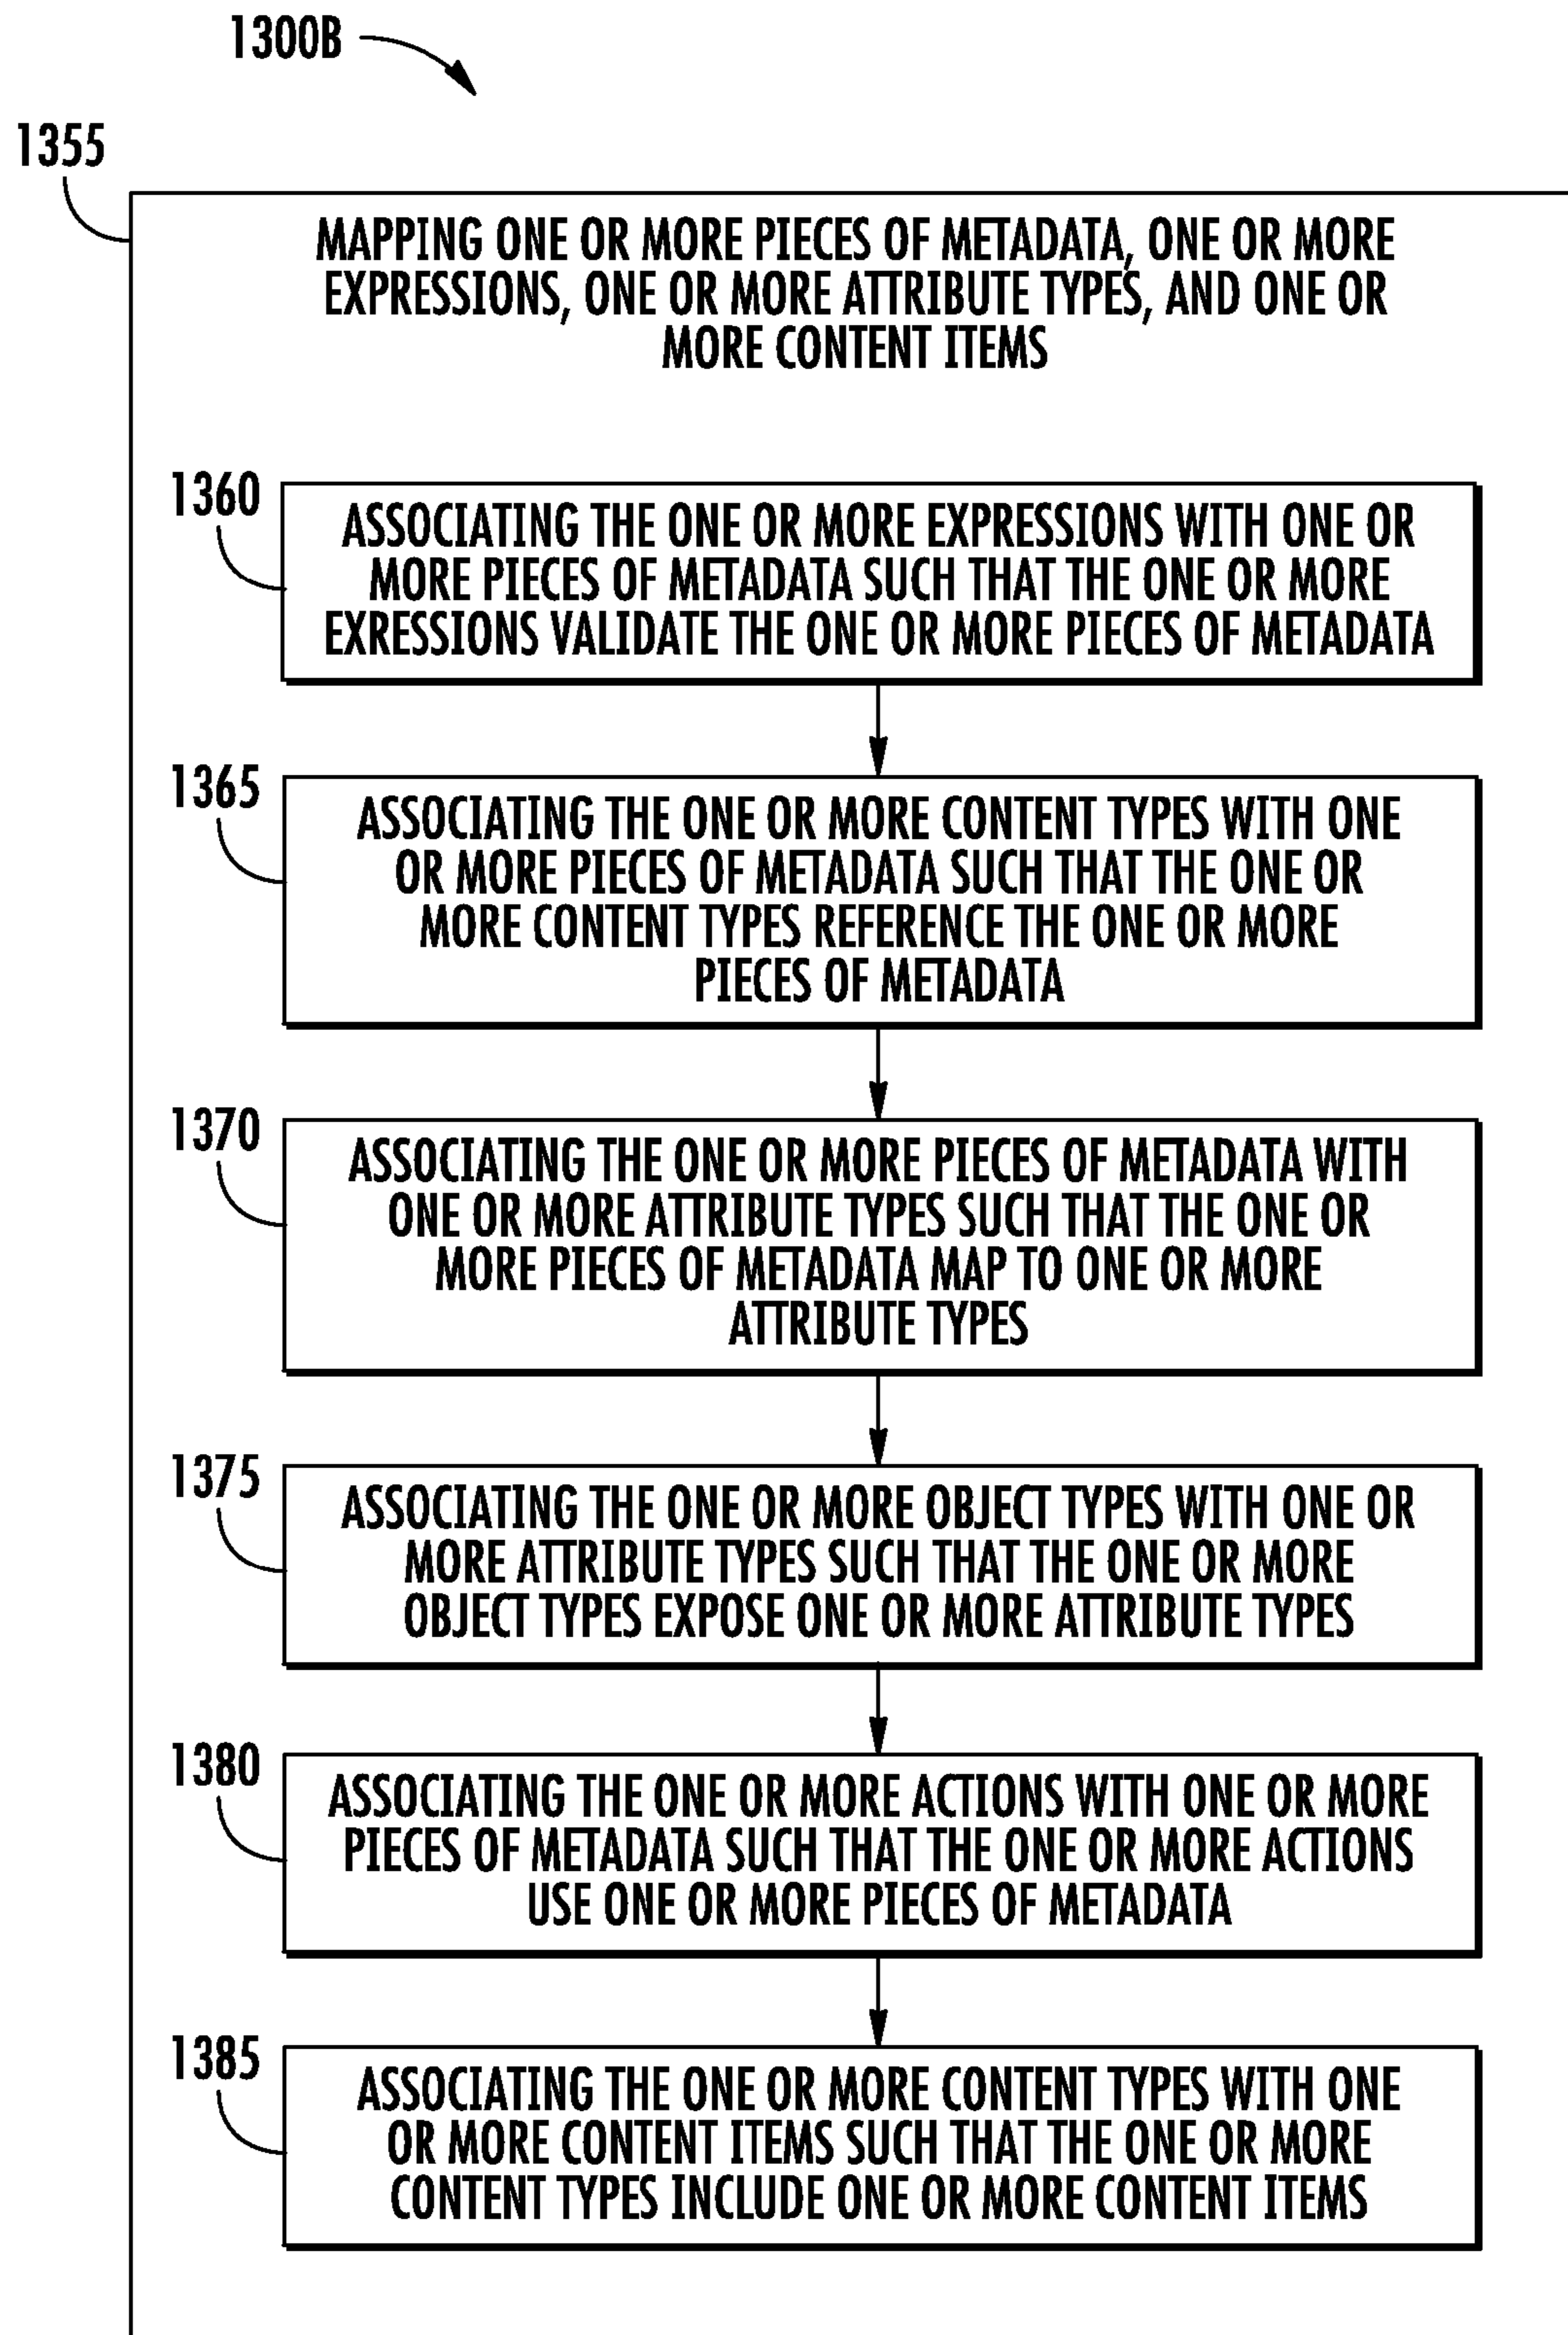 1300B
1355
MAPPING ONE OR MORE PIECES OF METADATA, ONE OR MORE
EXPRESSIONS, ONE OR MORE ATTRIBUTE TYPES, AND ONE OR
MORE CONTENT ITEMS
1360
ASSOCIATING THE ONE OR MORE EXPRESSIONS WITH ONE OR
MORE PIECES OF METADATA SUCH THAT THE ONE OR MORE
EXRESSIONS VALIDATE THE ONE OR MORE PIECES OF METADATA
1365
ASSOCIATING THE ONE OR MORE CONTENT TYPES WITH ONE
OR MORE PIECES OF METADATA SUCH THAT THE ONE OR
MORE CONTENT TYPES REFERENCE THE ONE OR MORE
PIECES OF METADATA
1370
ASSOCIATING THE ONE OR MORE PIECES OF METADATA WITH
ONE OR MORE ATTRIBUTE TYPES SUCH THAT THE ONE OR
MORE PIECES OF METADATA MAP TO ONE OR MORE
ATTRIBUTE TYPES
1375
ASSOCIATING THE ONE OR MORE OBJECT TYPES WITH ONE OR
MORE ATTRIBUTE TYPES SUCH THAT THE ONE OR MORE
OBJECT TYPES EXPOSE ONE OR MORE ATTRIBUTE TYPES
1380
ASSOCIATING THE ONE OR MORE ACTIONS WITH ONE OR MORE
PIECES OF METADATA SUCH THAT THE ONE OR MORE ACTIONS
USE ONE OR MORE PIECES OF METADATA
1385
ASSOCIATING THE ONE OR MORE CONTENT TYPES WITH ONE
OR MORE CONTENT ITEMS SUCH THAT THE ONE OR MORE
CONTENT TYPES INCLUDE ONE OR MORE CONTENT ITEMS